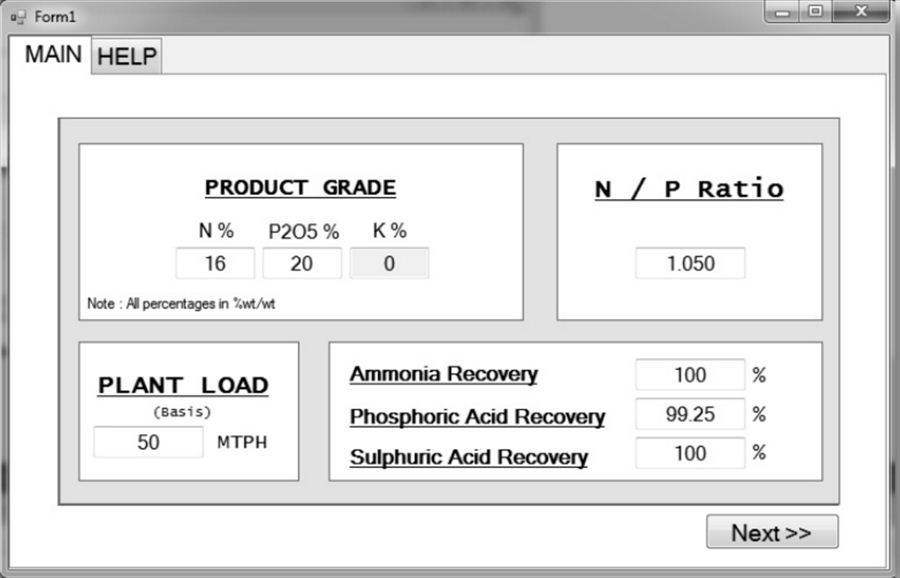 Form1
MAIN HELP
PRODUCT GRADE
N % P2O5 % K %
16 20 0
Note : All percentages in %wt/wt
N / P Ratio
1.050
PLANT LOAD
(Basis)
50 MTPH
Ammonia Recovery 100 %
Phosphoric Acid Recovery 99.25 %
Sulphuric Acid Recovery 100 %
Next >>